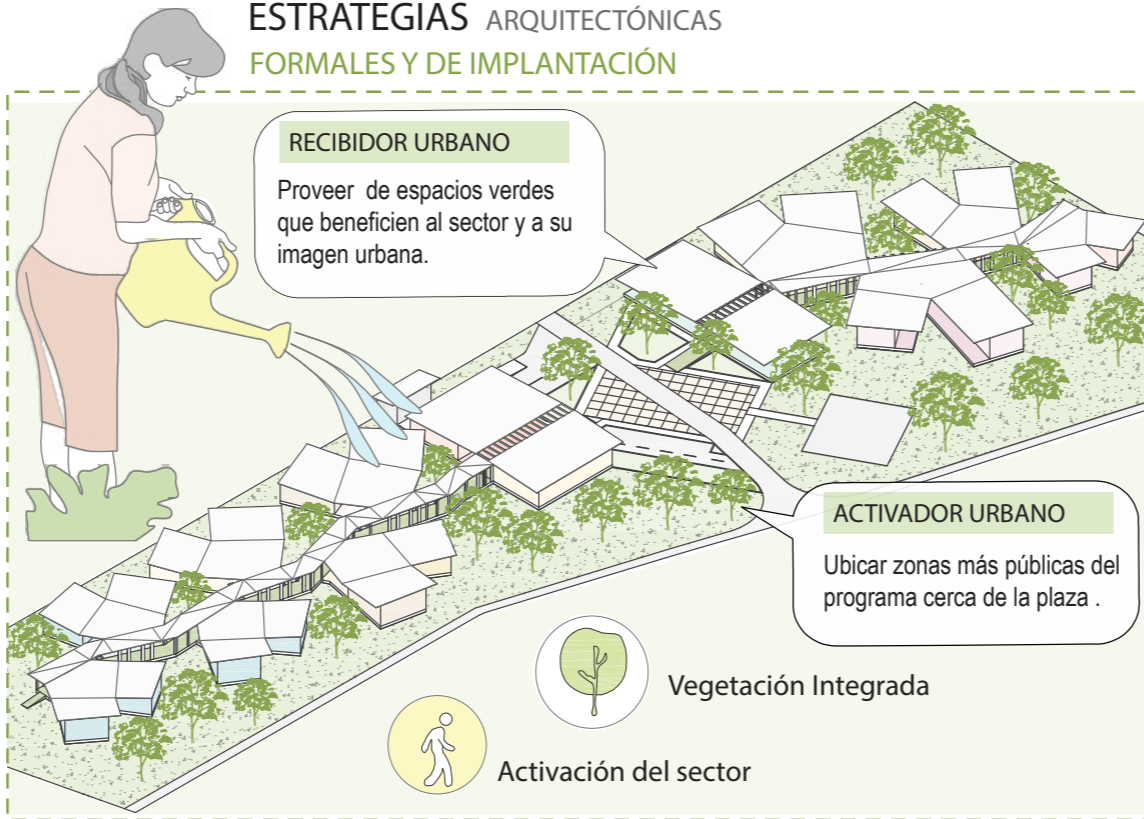 ESTRATEGIAS ARQUITECTÓNICAS
FORMALES Y DE IMPLANTACIÓN
RECIBIDOR URBANO
Proveer de espacios verdes
que beneficien al sector y a su
imagen urbana.
ACTIVADOR URBANO
Ubicar zonas más públicas del
programa cerca de la plaza .
Vegetación Integrada
Activación del sector